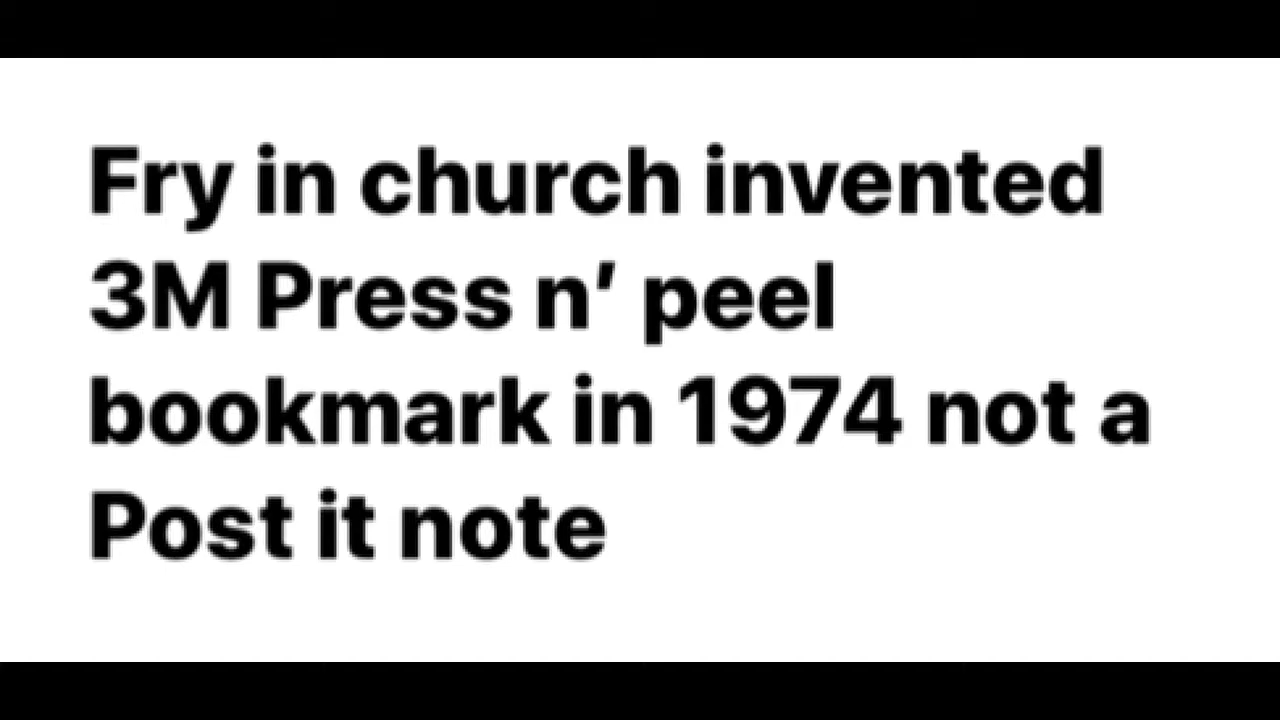 Fry in church invented
3M Press n’ peel
bookmark in 1974 not a
Post it note